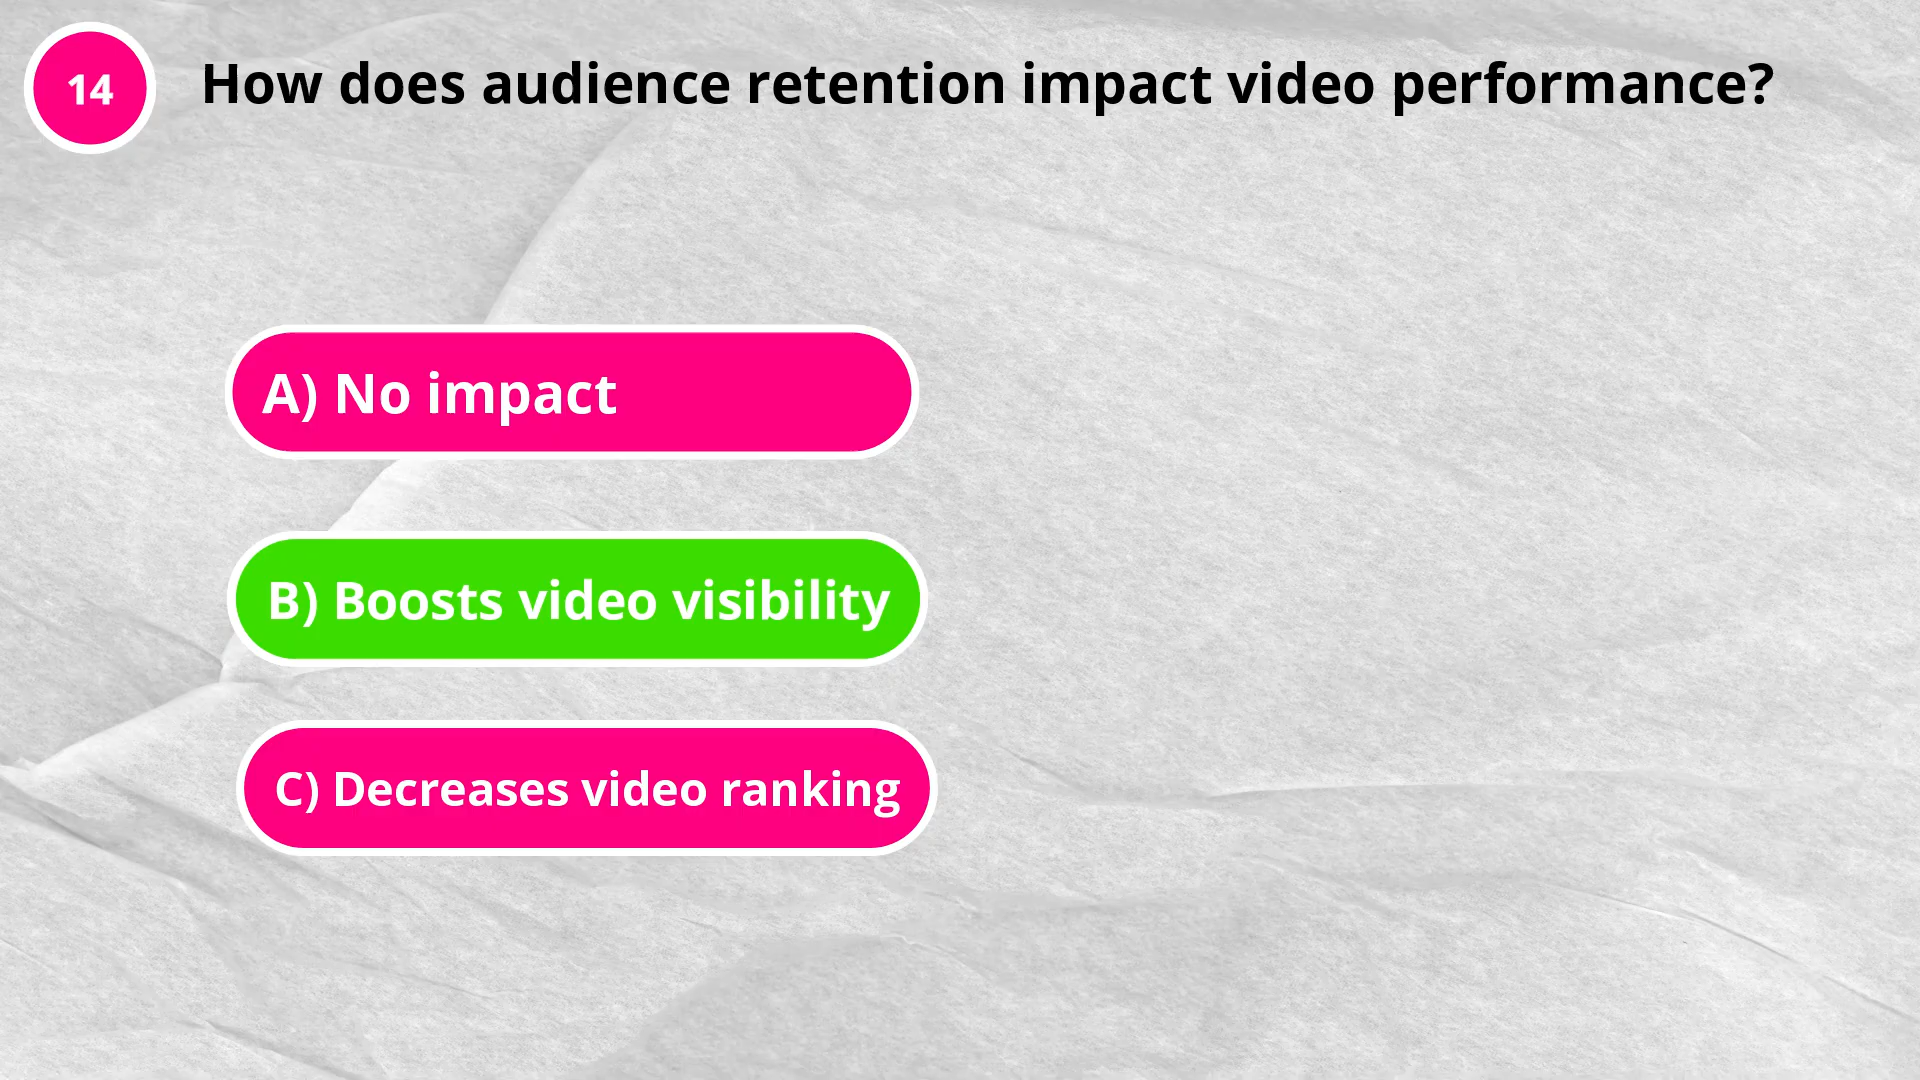 14
How does audience retention impact video performance?
A) No impact
B) Boosts video visibility
C) Decreases video ranking